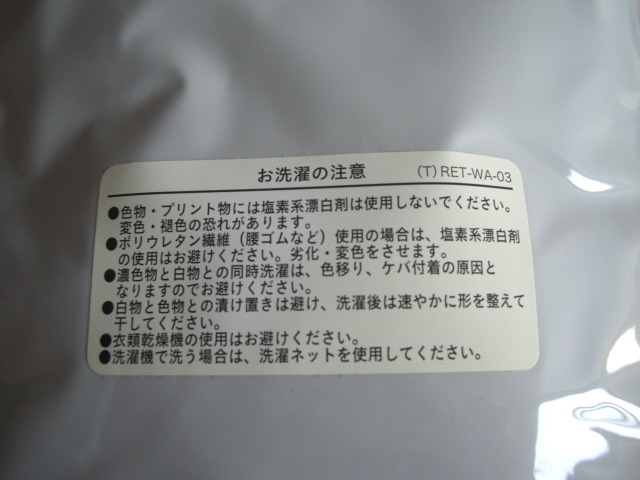 お洗濯の注意 (T) RET-WA-03
●色物・プリント物には塩素系漂白剤は使用しないでください。
変色・褪色の恐れがあります。
●ポリウレタン繊維（腰ゴムなど）使用の場合は、塩素系漂白剤
の使用はお避けください。劣化・変色をさせます。
●濃色物と白物との同時洗濯は、色移り、ケバ付着の原因と
なりますのでお避けください。
●白物と色物との漬け置きは避け、洗濯後は速やかに形を整えて
干してください。
●衣類乾燥機の使用はお避けください。
●洗濯機で洗う場合は、洗濯ネットを使用してください。